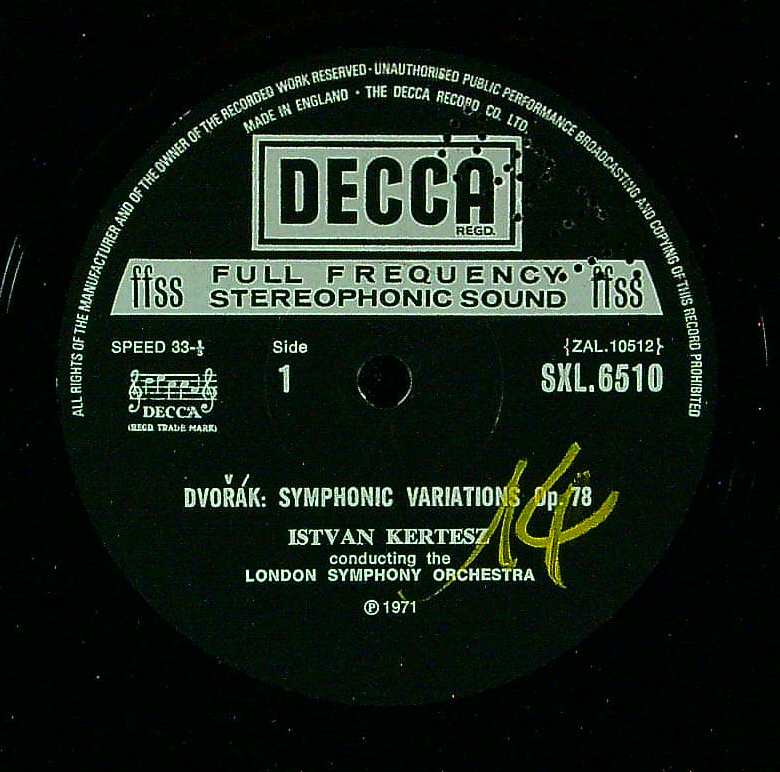 ALL RIGHTS OF THE MANUFACTURER AND OF THE OWNER OF THE RECORDED WORK RESERVED · UNAUTHORISED PUBLIC PERFORMANCE BROADCASTING AND COPYING OF THIS RECORD PROHIBITED
MADE IN ENGLAND · THE DECCA RECORD CO. LTD.
DECCA
REGD.
ffss FULL FREQUENCY ffss
STEREOPHONIC SOUND
SPEED 33-⅓ Side {ZAL.10512}
1 SXL.6510
DECCA
(REGD. TRADE MARK)
DVOŘÁK: SYMPHONIC VARIATIONS Op. 78
14
ISTVAN KERTESZ
conducting the
LONDON SYMPHONY ORCHESTRA
℗ 1971